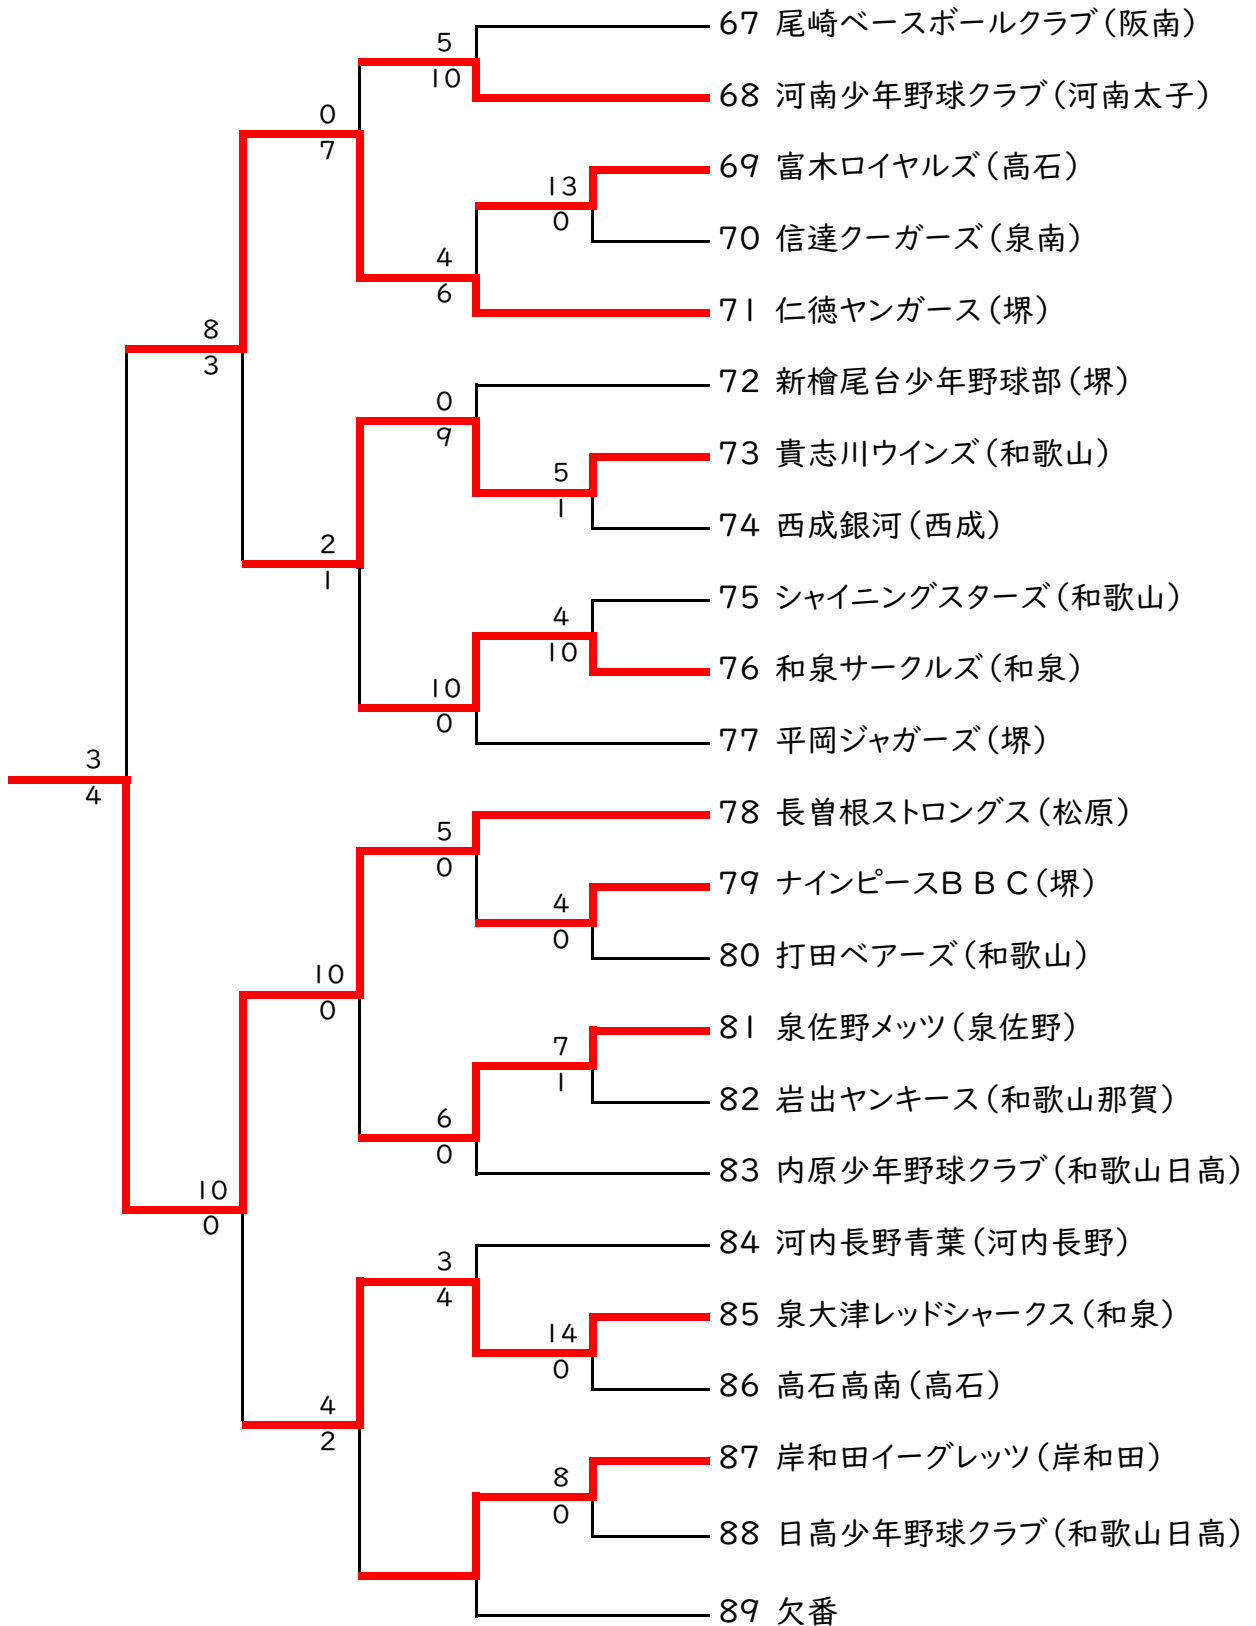 67 尾崎ベースボールクラブ(阪南)
5
10
68 河南少年野球クラブ(河南太子)
0
7
69 富木ロイヤルズ(高石)
13
0
70 信達クーガーズ(泉南)
4
6
71 仁徳ヤンガース(堺)
8
3
72 新檜尾台少年野球部(堺)
0
9
73 貴志川ウインズ(和歌山)
5
1
74 西成銀河(西成)
2
1
75 シャイニングスターズ(和歌山)
4
10
76 和泉サークルズ(和泉)
10
0
77 平岡ジャガーズ(堺)
3
4
78 長曽根ストロングス(松原)
5
0
79 ナインピースBBC(堺)
4
0
80 打田ベアーズ(和歌山)
10
0
81 泉佐野メッツ(泉佐野)
7
1
82 岩出ヤンキース(和歌山那賀)
6
0
83 内原少年野球クラブ(和歌山日高)
10
0
84 河内長野青葉(河内長野)
3
4
85 泉大津レッドシャークス(和泉)
14
0
86 高石高南(高石)
4
2
87 岸和田イーグレッツ(岸和田)
8
0
88 日高少年野球クラブ(和歌山日高)
89 欠番